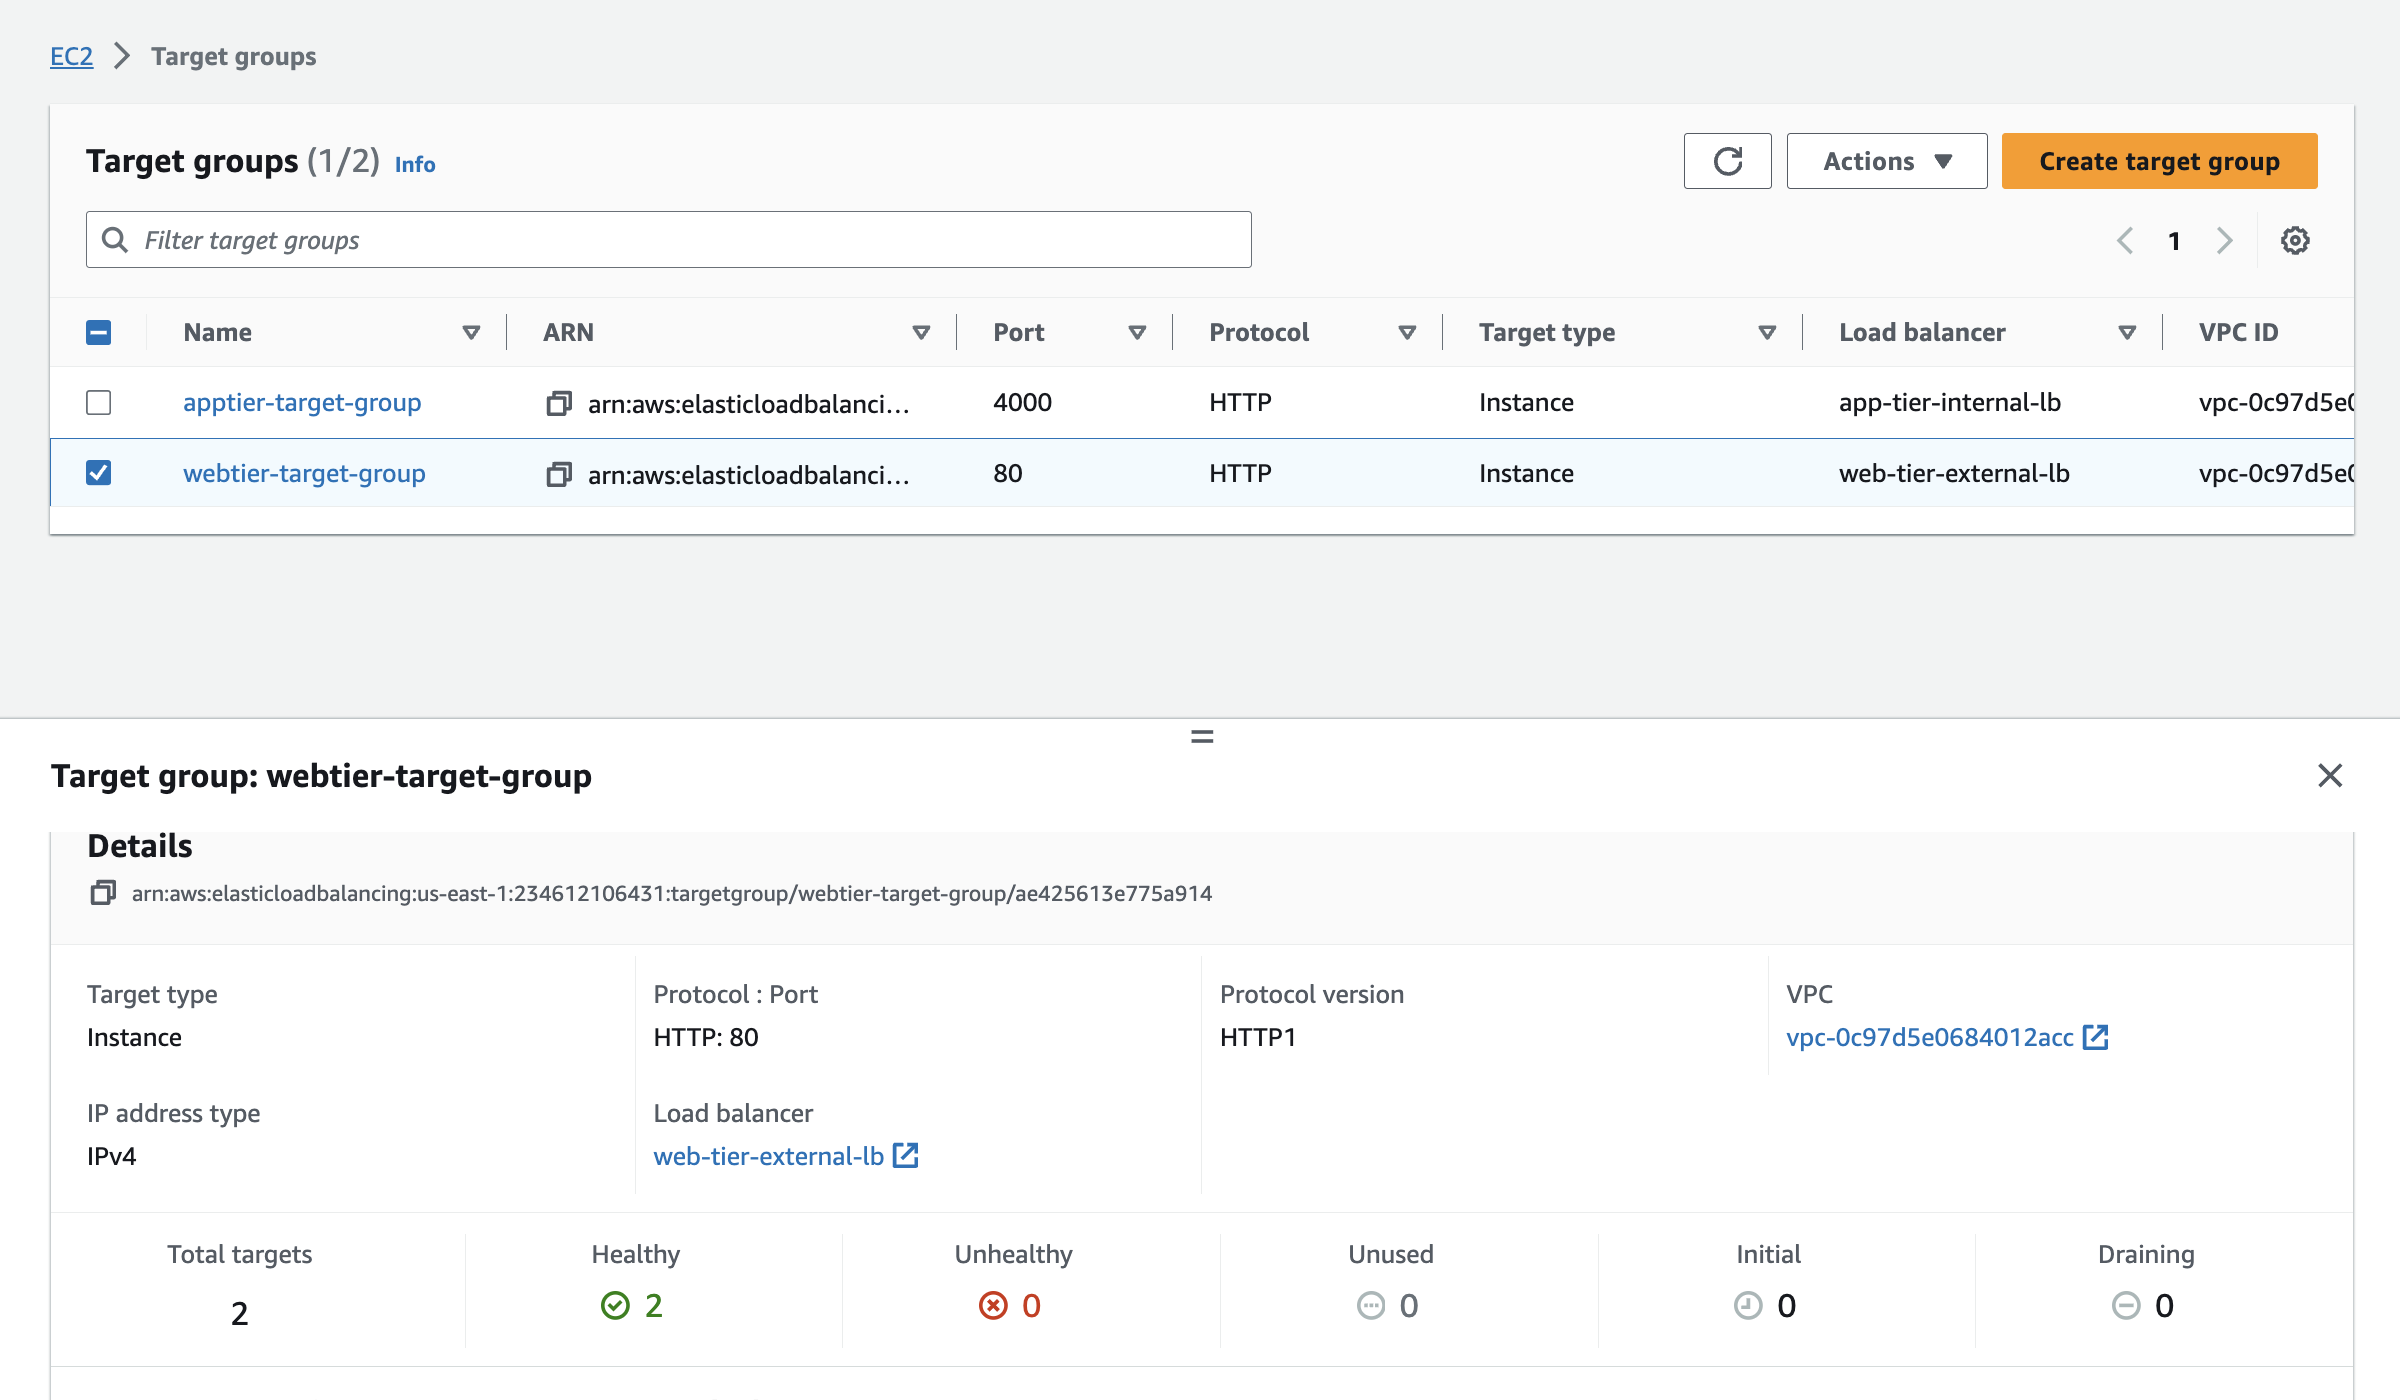 EC2 Target groups
Target groups (1/2) Info
Actions
Create target group
Filter target groups
1
Name ARN Port Protocol Target type Load balancer VPC ID
apptier-target-group arn:aws:elasticloadbalanci... 4000 HTTP Instance app-tier-internal-lb vpc-0c97d5e0
webtier-target-group arn:aws:elasticloadbalanci... 80 HTTP Instance web-tier-external-lb vpc-0c97d5e0
Target group: webtier-target-group
Details
arn:aws:elasticloadbalancing:us-east-1:234612106431:targetgroup/webtier-target-group/ae425613e775a914
Target type Protocol : Port Protocol version VPC
Instance HTTP: 80 HTTP1 vpc-0c97d5e0684012acc
IP address type Load balancer
IPv4 web-tier-external-lb
Total targets Healthy Unhealthy Unused Initial Draining
2 2 0 0 0 0